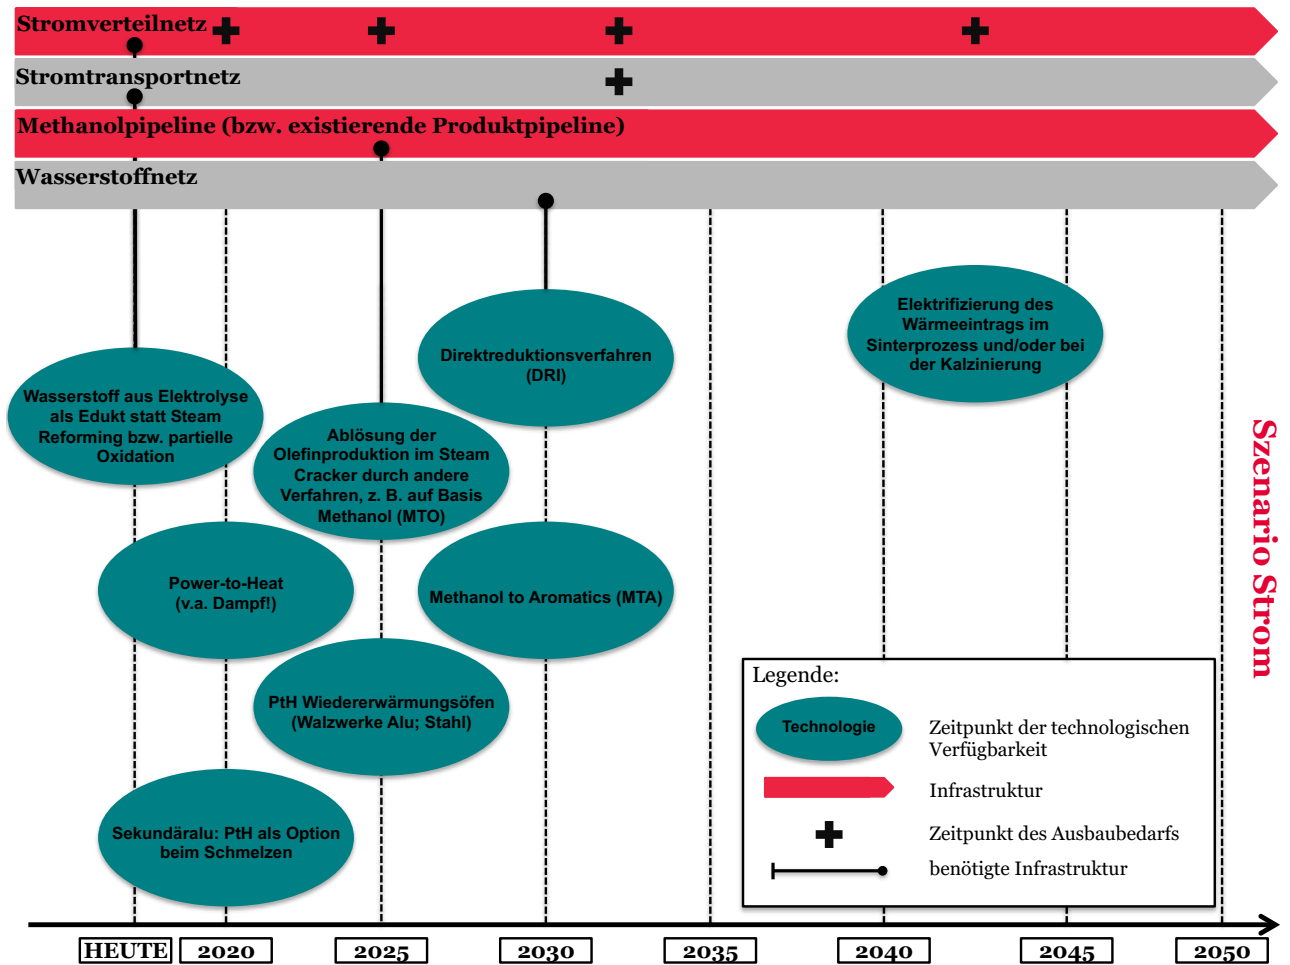 Stromverteilnetz
Stromtransportnetz
Methanolpipeline (bzw. existierende Produktpipeline)
Wasserstoffnetz
Elektrifizierung des
Wärmeeintrags im
Sinterprozess und/oder bei
der Kalzinierung
Direktreduktionsverfahren
(DRI)
Wasserstoff aus Elektrolyse
als Edukt statt Steam
Reforming bzw. partielle
Oxidation
Ablösung der
Olefinproduktion im Steam
Cracker durch andere
Verfahren, z. B. auf Basis
Methanol (MTO)
Power-to-Heat
(v.a. Dampf!)
Methanol to Aromatics (MTA)
PtH Wiedererwärmungsöfen
(Walzwerke Alu; Stahl)
Sekundäralu: PtH als Option
beim Schmelzen
Szenario Strom
Legende:
Technologie
Zeitpunkt der technologischen
Verfügbarkeit
Infrastruktur
Zeitpunkt des Ausbaubedarfs
benötigte Infrastruktur
HEUTE
2020
2025
2030
2035
2040
2045
2050